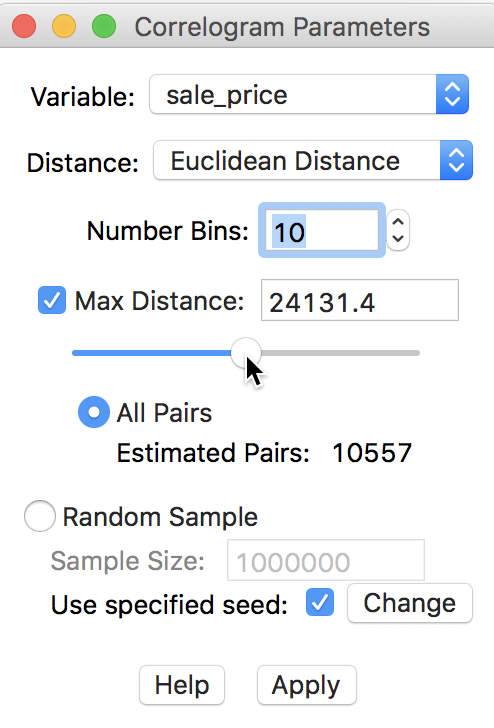 Correlogram Parameters
Variable: sale_price
Distance: Euclidean Distance
Number Bins: 10
Max Distance: 24131.4
All Pairs
Estimated Pairs: 10557
Random Sample
Sample Size: 1000000
Use specified seed: Change
Help Apply